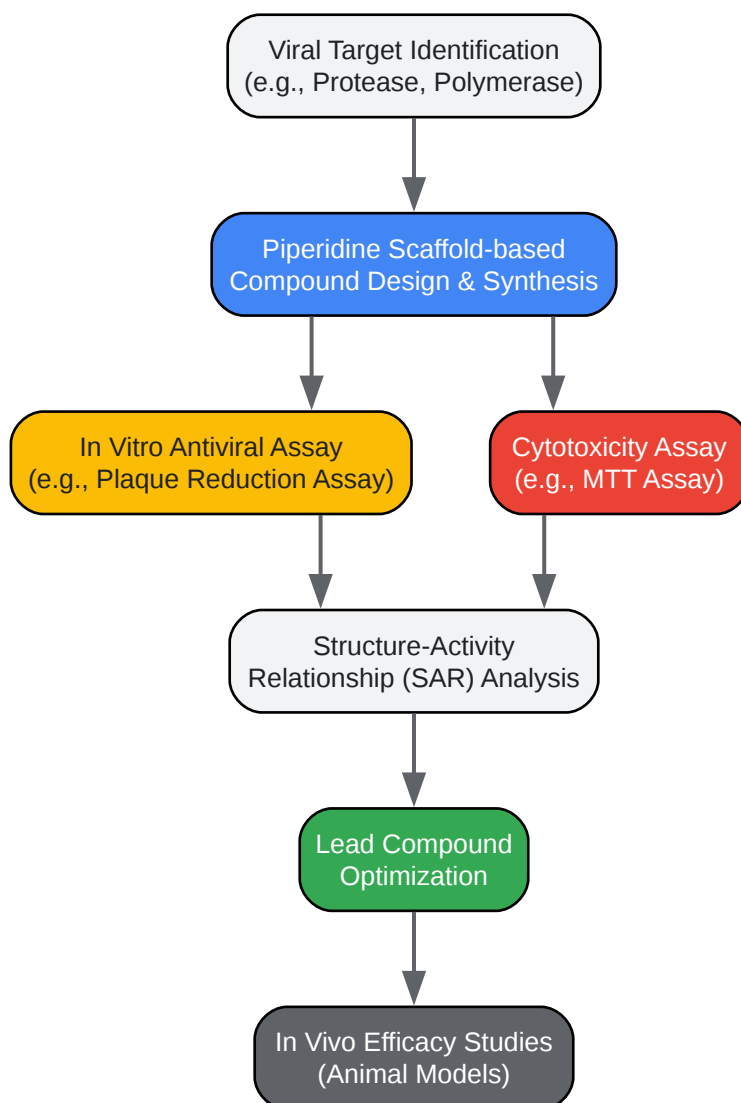 Viral Target Identification
(e.g., Protease, Polymerase)
Piperidine Scaffold-based
Compound Design & Synthesis
In Vitro Antiviral Assay
(e.g., Plaque Reduction Assay)
Cytotoxicity Assay
(e.g., MTT Assay)
Structure-Activity
Relationship (SAR) Analysis
Lead Compound
Optimization
In Vivo Efficacy Studies
(Animal Models)